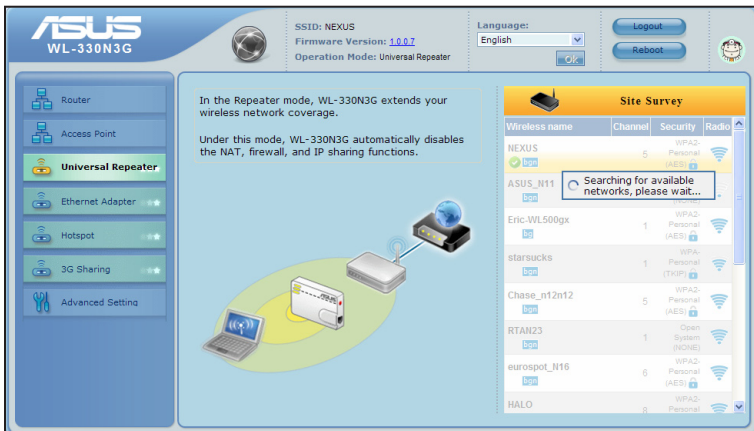 ASUS
WL-330N3G
SSID: NEXUS
Firmware Version: 1.0.0.7
Operation Mode: Universal Repeater
Language:
English
Ok
Logout
Reboot
Router
Access Point
Universal Repeater
Ethernet Adapter
Hotspot
3G Sharing
Advanced Setting
In the Repeater mode, WL-330N3G extends your
wireless network coverage.
Under this mode, WL-330N3G automatically disables
the NAT, firewall, and IP sharing functions.
Site Survey
Wireless name Channel Security Radio
NEXUS
bgn
5
WPA2-
Personal
(AES)
Searching for available
networks, please wait...
ASUS_N11
bgn
(NONE)
Eric-WL500gx
bg
1
WPA2-
Personal
(AES)
starsucks
bgn
1
WPA-
Personal
(TKIP)
Chase_n12n12
bgn
5
WPA2-
Personal
(AES)
RTAN23
bgn
1
Open
System
(NONE)
eurospot_N16
bgn
6
WPA2-
Personal
(AES)
HALO
8
WPA2-
Personal